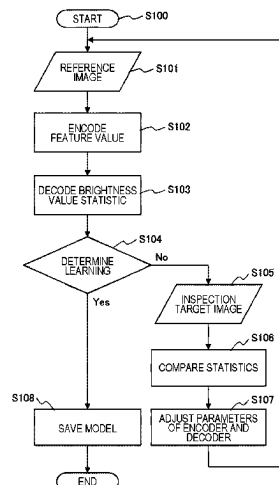 START
S100
REFERENCE
IMAGE
S101
ENCODE
FEATURE VALUE
S102
DECODE BRIGHTNESS
VALUE STATISTIC
S103
DETERMINE
LEARNING
S104
No
Yes
INSPECTION
TARGET IMAGE
S105
COMPARE STATISTICS
S106
ADJUST PARAMETERS
OF ENCODER AND
DECODER
S107
SAVE MODEL
S108
END